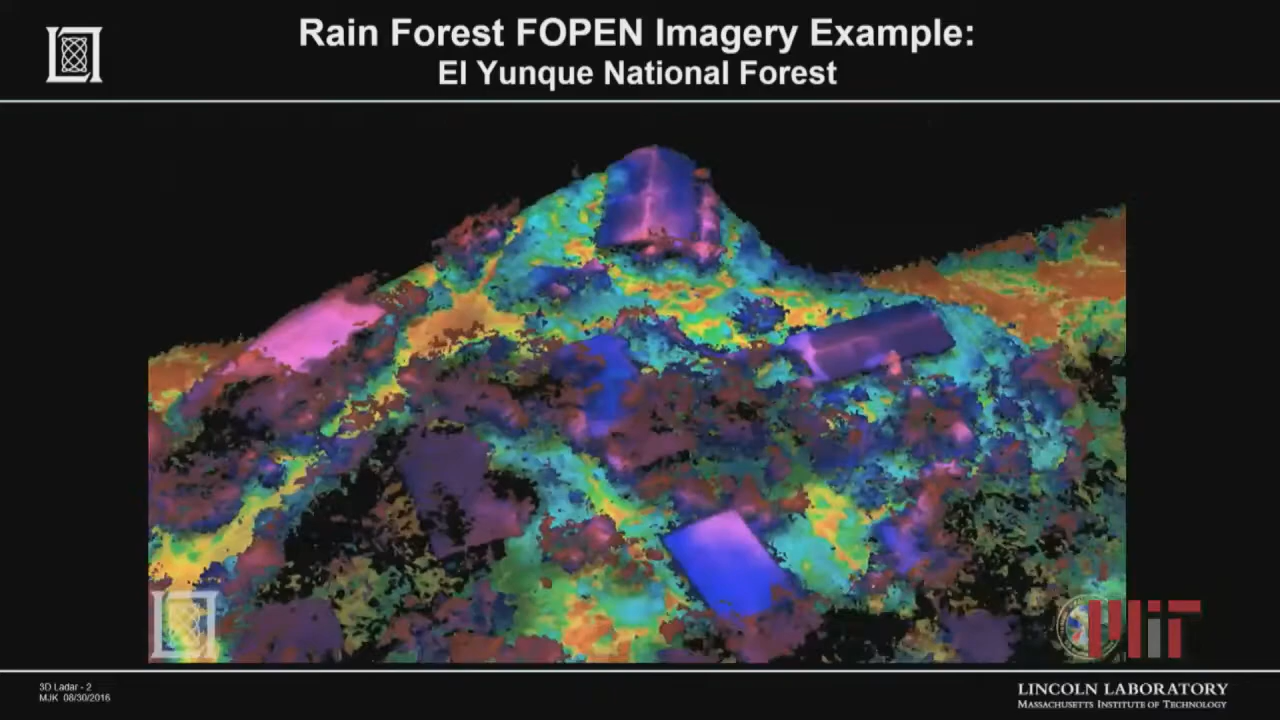 Rain Forest FOPEN Imagery Example:
El Yunque National Forest
MIT
3D Ladar - 2
MJK 08/30/2016
LINCOLN LABORATORY
MASSACHUSETTS INSTITUTE OF TECHNOLOGY